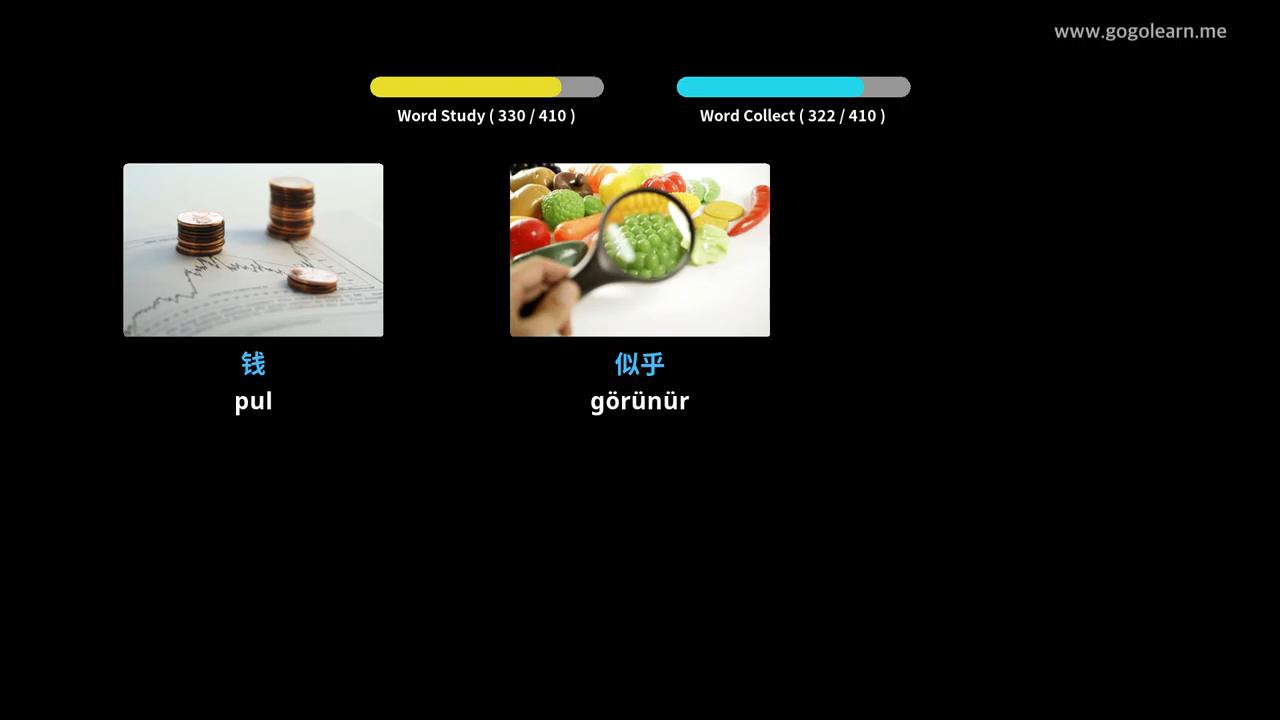 www.gogolearn.me
Word Study ( 330 / 410 )
Word Collect ( 322 / 410 )
钱
pul
似乎
görünür